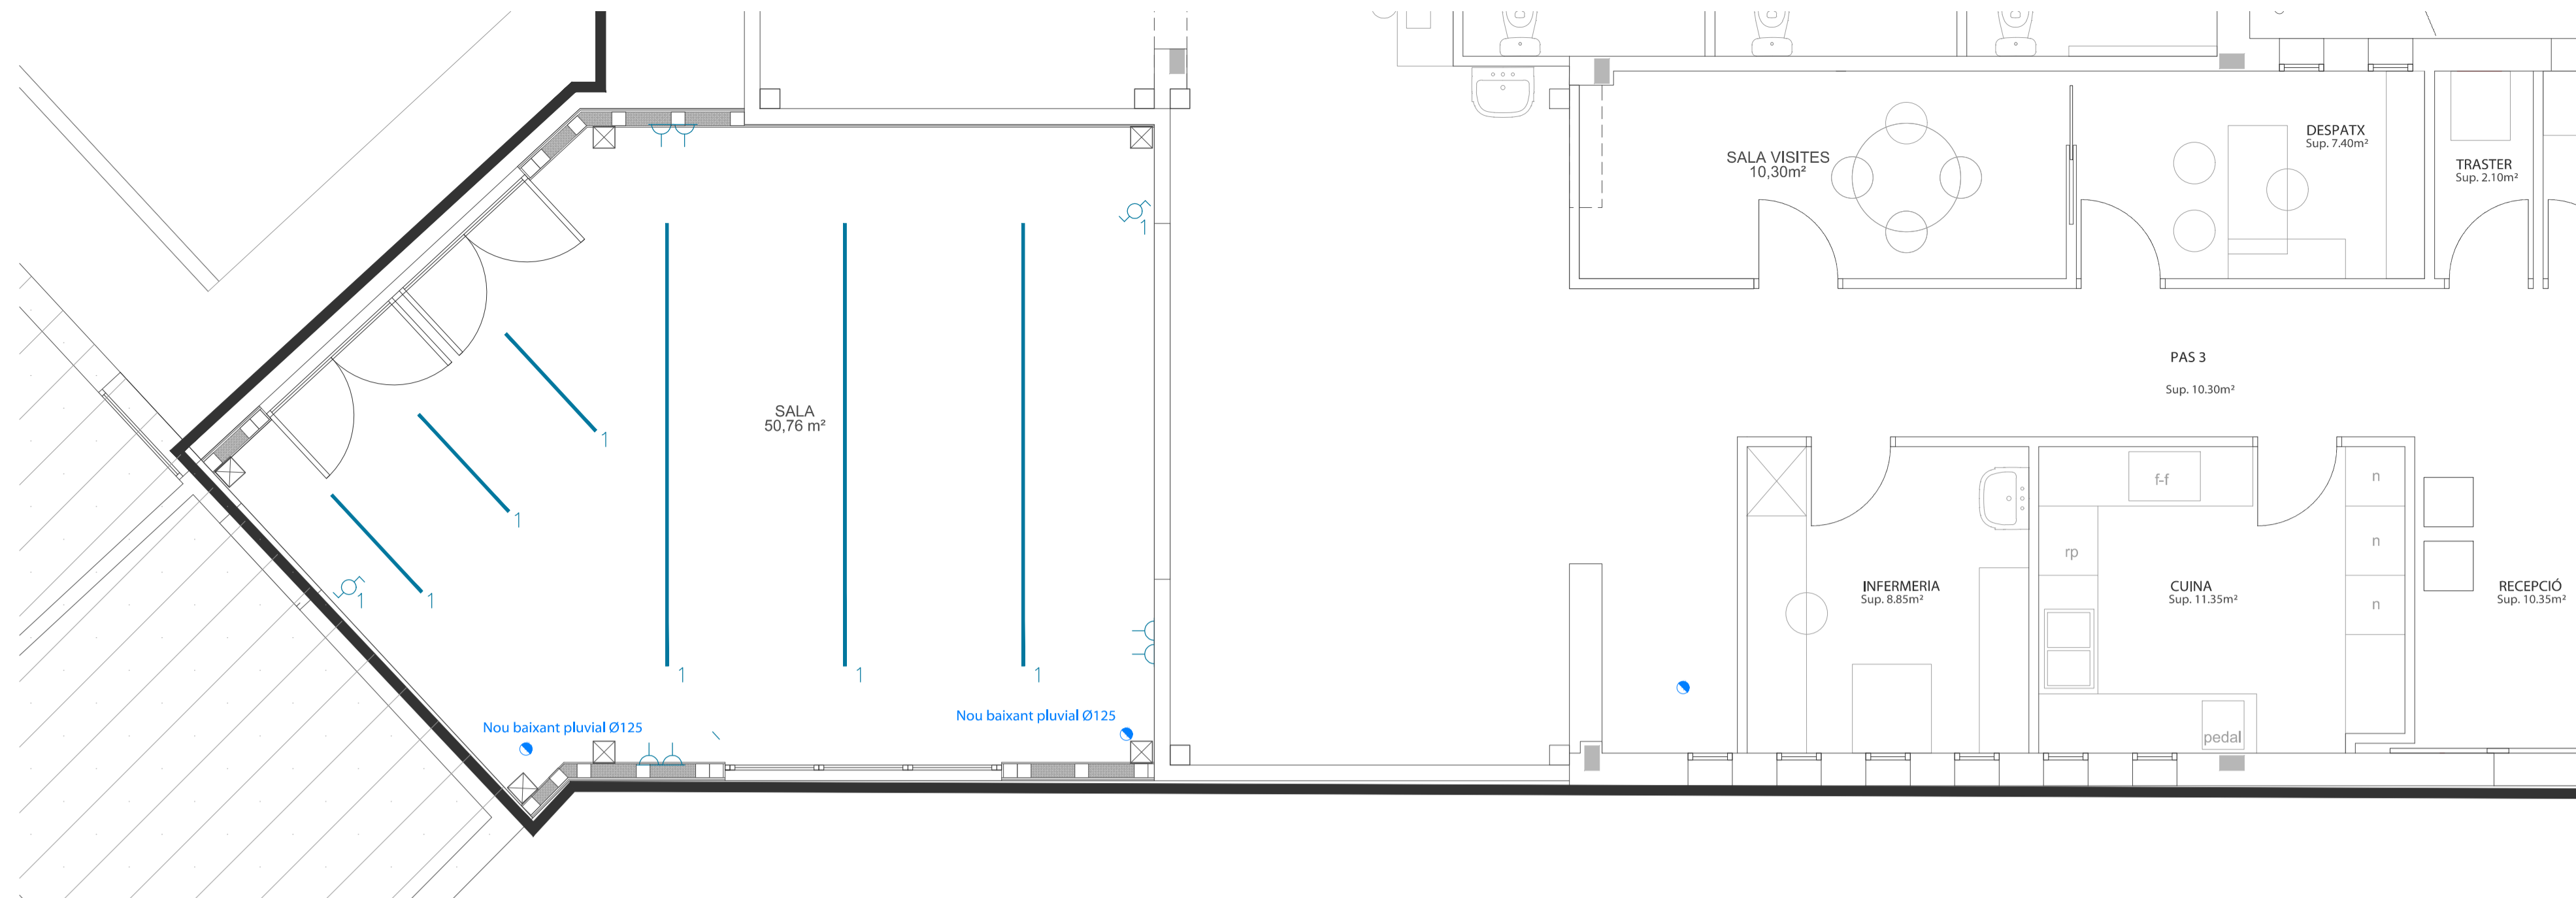 SALA VISITES
10,30m²
DESPATX
Sup. 7.40m²
TRASTER
Sup. 2.10m²
1
PAS 3
Sup. 10.30m²
SALA
50,76 m²
1
1
1
1
1
1
1
1
Nou baixant pluvial Ø125
Nou baixant pluvial Ø125
f-f
n
rp
n
n
INFERMERIA
Sup. 8.85m²
CUINA
Sup. 11.35m²
RECEPCIÓ
Sup. 10.35m²
pedal